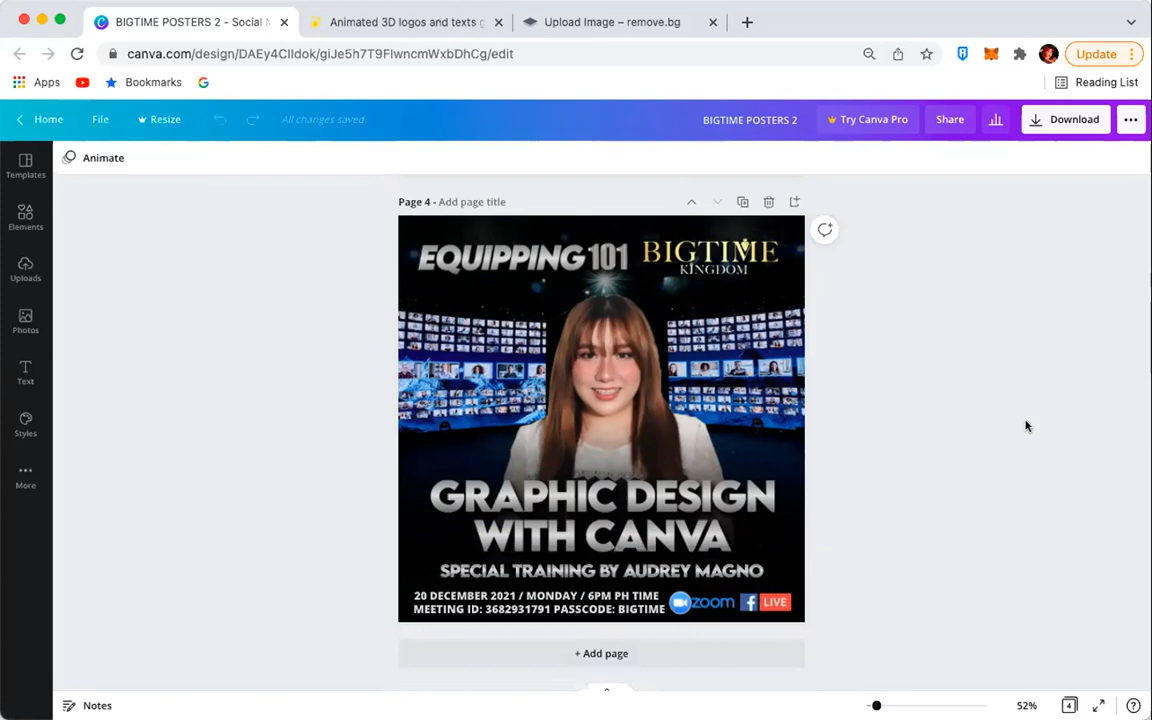 BIGTIME POSTERS 2 - Social M
Animated 3D logos and texts g
Upload Image – remove.bg
canva.com/design/DAEy4ClIdok/giJe5h7T9FlwncmWxbDhCg/edit
Update
Apps
Bookmarks
Reading List
Home
File
Resize
All changes saved
BIGTIME POSTERS 2
Try Canva Pro
Share
Download
Templates
Animate
Page 4 - Add page title
Elements
EQUIPPING 101
BIGTIME
KINGDOM
Uploads
Photos
Text
Styles
More
GRAPHIC DESIGN
WITH CANVA
SPECIAL TRAINING BY AUDREY MAGNO
20 DECEMBER 2021 / MONDAY / 6PM PH TIME
MEETING ID: 3682931791 PASSCODE: BIGTIME
zoom
f LIVE
+ Add page
Notes
52%
4